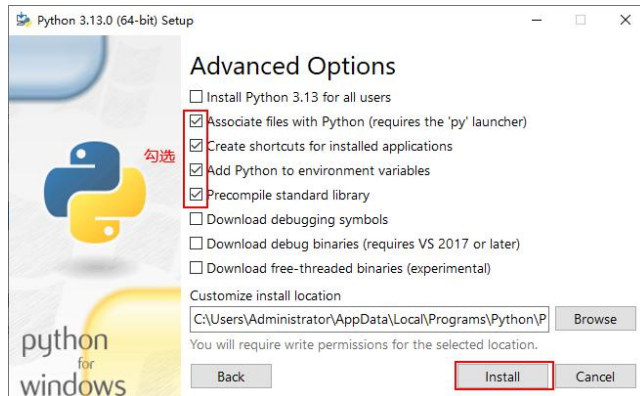 Python 3.13.0 (64-bit) Setup
Advanced Options
Install Python 3.13 for all users
Associate files with Python (requires the 'py' launcher)
Create shortcuts for installed applications
勾选
Add Python to environment variables
Precompile standard library
Download debugging symbols
Download debug binaries (requires VS 2017 or later)
Download free-threaded binaries (experimental)
Customize install location
C:\Users\Administrator\AppData\Local\Programs\Python\P
Browse
You will require write permissions for the selected location.
python
for
windows
Back
Install
Cancel